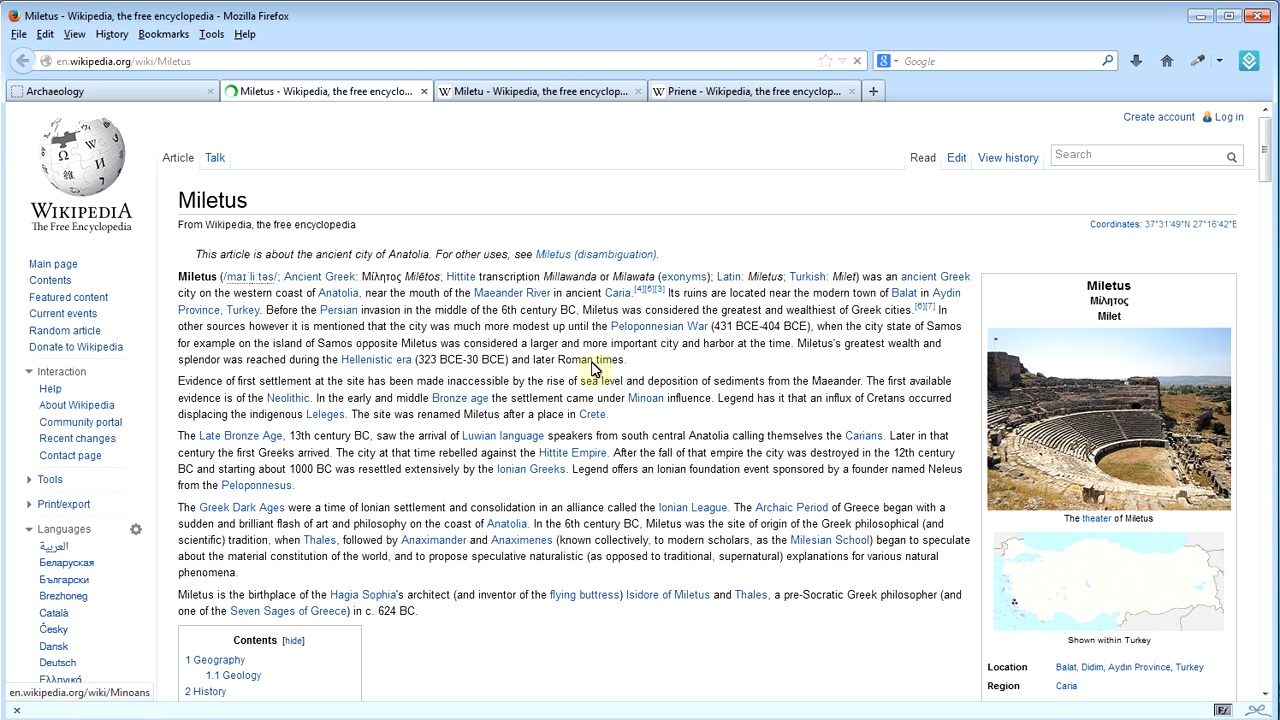 Miletus - Wikipedia, the free encyclopedia - Mozilla Firefox
File Edit View History Bookmarks Tools Help
en.wikipedia.org/wiki/Miletus
Google
Archaeology
Miletus - Wikipedia, the free encyclo...
Miletu - Wikipedia, the free encyclop...
Priene - Wikipedia, the free encyclop...
Create account Log in
Article Talk
Read Edit View history
Search
WIKIPEDIA
The Free Encyclopedia
Main page
Contents
Featured content
Current events
Random article
Donate to Wikipedia
Interaction
Help
About Wikipedia
Community portal
Recent changes
Contact page
Tools
Print/export
Languages
العربية
Беларуская
Български
Brezhoneg
Català
Česky
Dansk
Deutsch
Ελληνικά
en.wikipedia.org/wiki/Minoans
Miletus
From Wikipedia, the free encyclopedia
Coordinates: 37°31′49″N 27°16′42″E
This article is about the ancient city of Anatolia. For other uses, see Miletus (disambiguation).
Miletus (/maɪˈliːtəs/; Ancient Greek: Μίλητος Milētos; Hittite transcription Millawanda or Milawata (exonyms); Latin: Miletus; Turkish: Milet) was an ancient Greek
city on the western coast of Anatolia, near the mouth of the Maeander River in ancient Caria.[4][5][3] Its ruins are located near the modern town of Balat in Aydın
Province, Turkey. Before the Persian invasion in the middle of the 6th century BC, Miletus was considered the greatest and wealthiest of Greek cities.[6][7] In
other sources however it is mentioned that the city was much more modest up until the Peloponnesian War (431 BCE-404 BCE), when the city state of Samos
for example on the island of Samos opposite Miletus was considered a larger and more important city and harbor at the time. Miletus's greatest wealth and
splendor was reached during the Hellenistic era (323 BCE-30 BCE) and later Roman times.
Evidence of first settlement at the site has been made inaccessible by the rise of sea level and deposition of sediments from the Maeander. The first available
evidence is of the Neolithic. In the early and middle Bronze age the settlement came under Minoan influence. Legend has it that an influx of Cretans occurred
displacing the indigenous Leleges. The site was renamed Miletus after a place in Crete.
The Late Bronze Age, 13th century BC, saw the arrival of Luwian language speakers from south central Anatolia calling themselves the Carians. Later in that
century the first Greeks arrived. The city at that time rebelled against the Hittite Empire. After the fall of that empire the city was destroyed in the 12th century
BC and starting about 1000 BC was resettled extensively by the Ionian Greeks. Legend offers an Ionian foundation event sponsored by a founder named Neleus
from the Peloponnesus.
The Greek Dark Ages were a time of Ionian settlement and consolidation in an alliance called the Ionian League. The Archaic Period of Greece began with a
sudden and brilliant flash of art and philosophy on the coast of Anatolia. In the 6th century BC, Miletus was the site of origin of the Greek philosophical (and
scientific) tradition, when Thales, followed by Anaximander and Anaximenes (known collectively, to modern scholars, as the Milesian School) began to speculate
about the material constitution of the world, and to propose speculative naturalistic (as opposed to traditional, supernatural) explanations for various natural
phenomena.
Miletus is the birthplace of the Hagia Sophia's architect (and inventor of the flying buttress) Isidore of Miletus and Thales, a pre-Socratic Greek philosopher (and
one of the Seven Sages of Greece) in c. 624 BC.
Contents [hide]
1 Geography
1.1 Geology
2 History
Miletus
Μίλητος
Milet
The theater of Miletus
Shown within Turkey
Location Balat, Didim, Aydın Province, Turkey
Region Caria